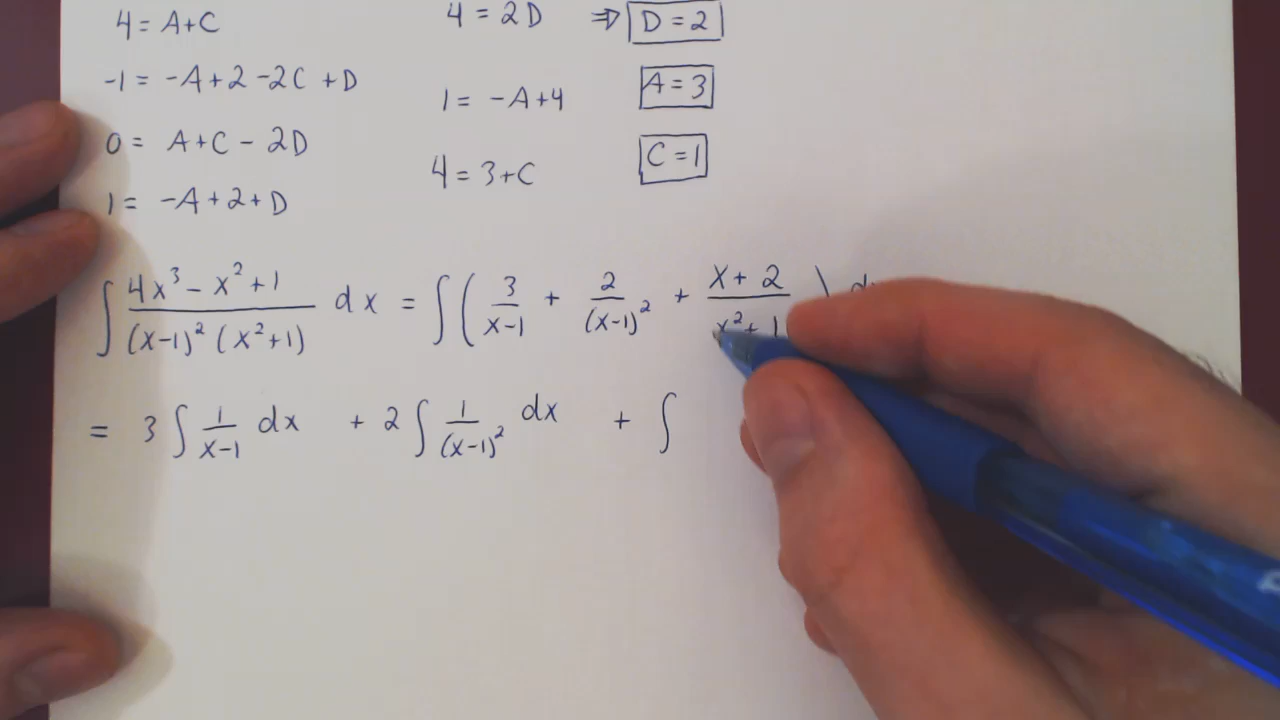 4 = A+C
-1 = -A+2-2C+D
0 = A+C-2D
1 = -A+2+D
4 = 2D ⇒ D=2
1 = -A+4 A=3
4 = 3+C C=1
∫ (4x³ - x² + 1)/((x-1)² (x²+1)) dx = ∫ ( 3/(x-1) + 2/(x-1)² + (x+2)/(x²+1) ) d
= 3 ∫ 1/(x-1) dx + 2 ∫ 1/(x-1)² dx + ∫